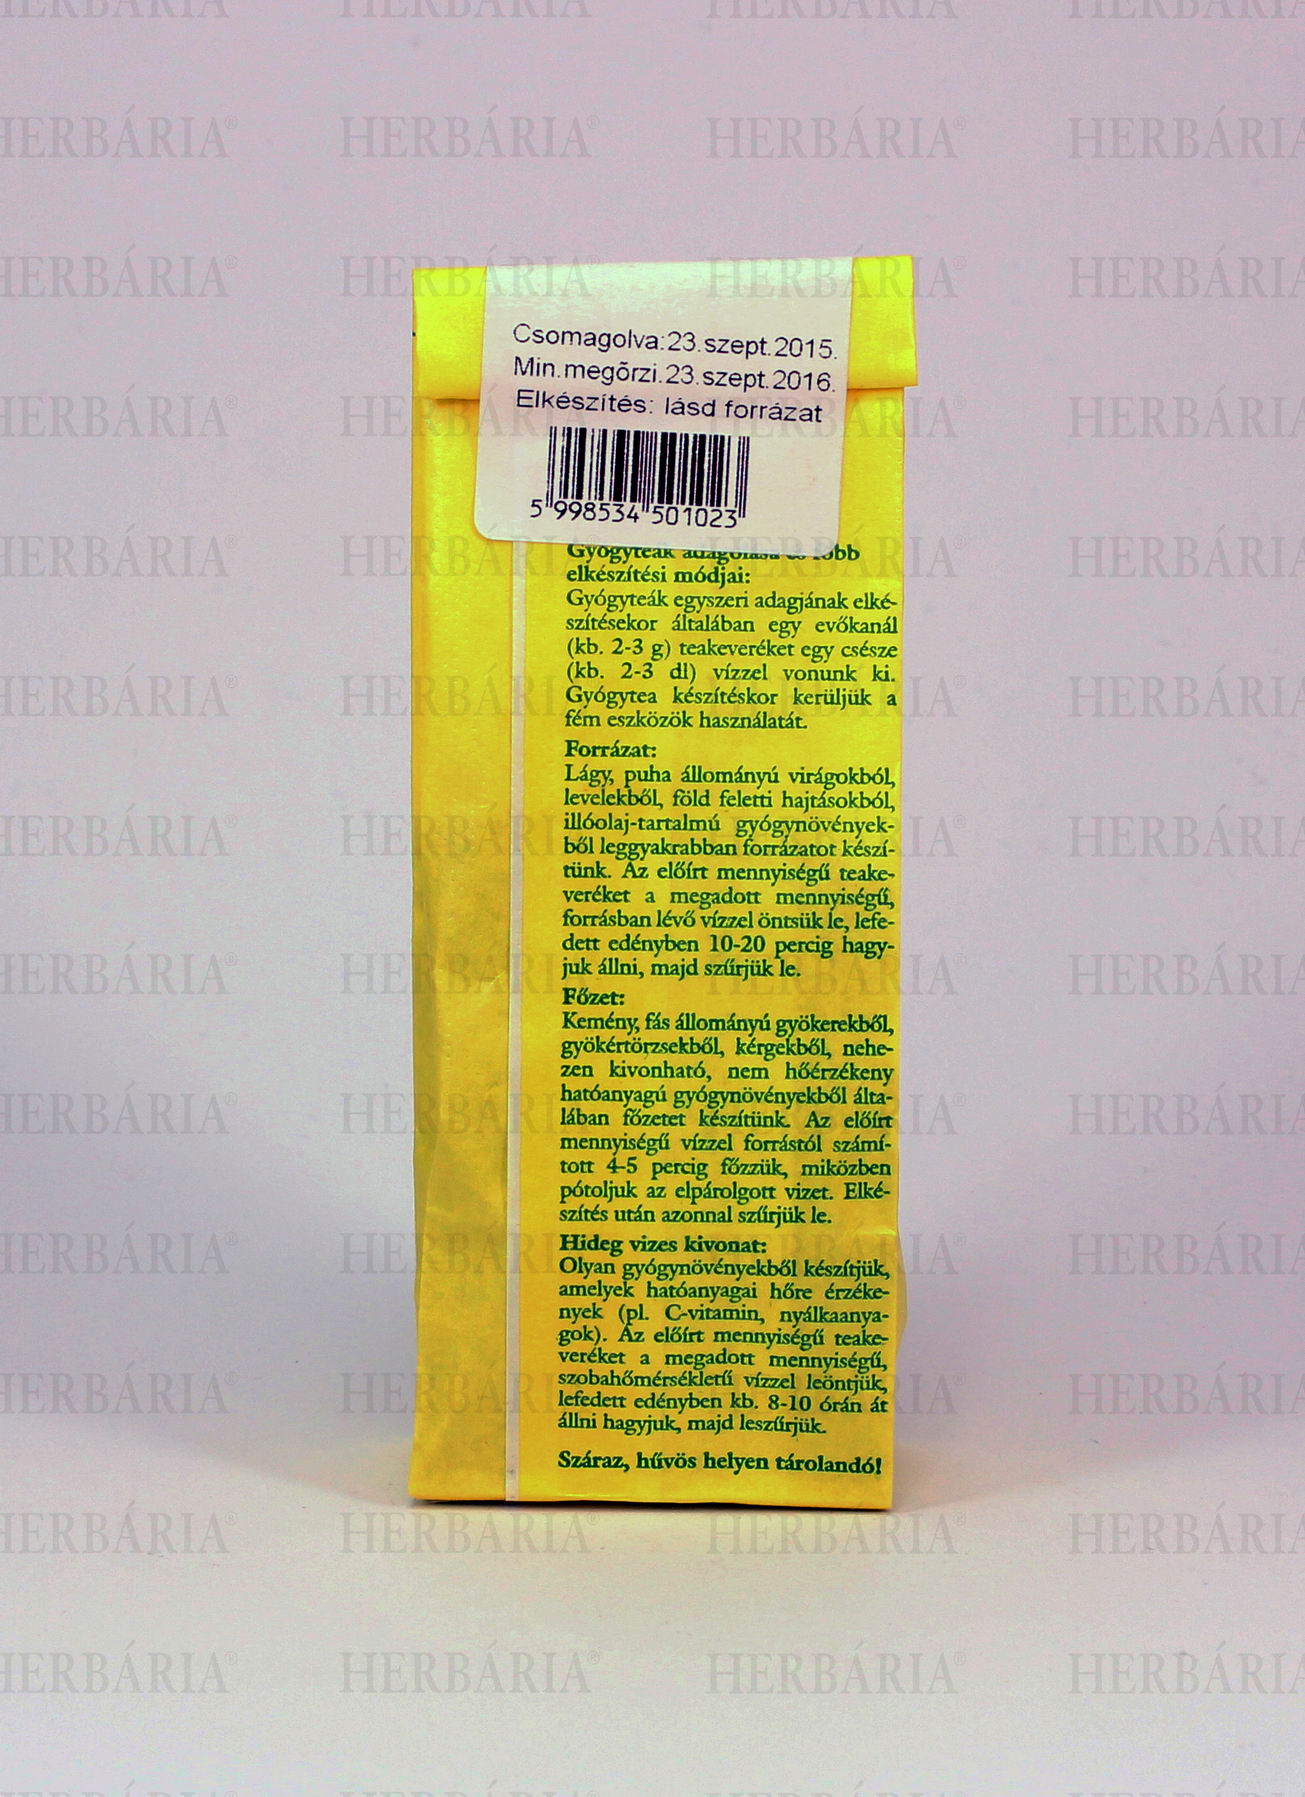 HERBÁRIA®
Csomagolva:23.szept.2015.
Min.megõrzi.23.szept.2016.
Elkészítés: lásd forrázat
5 998534 501023
Gyógyteák adagolása és főbb
elkészítési módjai:
Gyógyteák egyszeri adagjának elké-
szítésekor általában egy evőkanál
(kb. 2-3 g) teakeveréket egy csésze
(kb. 2-3 dl) vízzel vonunk ki.
Gyógytea készítéskor kerüljük a
fém eszközök használatát.
Forrázat:
Lágy, puha állományú virágokból,
levelekből, föld feletti hajtásokból,
illóolaj-tartalmú gyógynövények-
ből leggyakrabban forrázatot készí-
tünk. Az előírt mennyiségű teake-
veréket a megadott mennyiségű,
forrásban lévő vízzel öntsük le, lefe-
dett edényben 10-20 percig hagy-
juk állni, majd szűrjük le.
Főzet:
Kemény, fás állományú gyökerekből,
gyökértörzsekből, kérgekből, nehe-
zen kivonható, nem hőérzékeny
hatóanyagú gyógynövényekből álta-
lában főzetet készítünk. Az előírt
mennyiségű vízzel forrástól számí-
tott 4-5 percig főzzük, miközben
pótoljuk az elpárolgott vizet. Elké-
szítés után azonnal szűrjük le.
Hideg vizes kivonat:
Olyan gyógynövényekből készítjük,
amelyek hatóanyagai hőre érzéke-
nyek (pl. C-vitamin, nyálkaanya-
gok). Az előírt mennyiségű teake-
veréket a megadott mennyiségű,
szobahőmérsékletű vízzel leöntjük,
lefedett edényben kb. 8-10 órán át
állni hagyjuk, majd leszűrjük.
Száraz, hűvös helyen tárolandó!